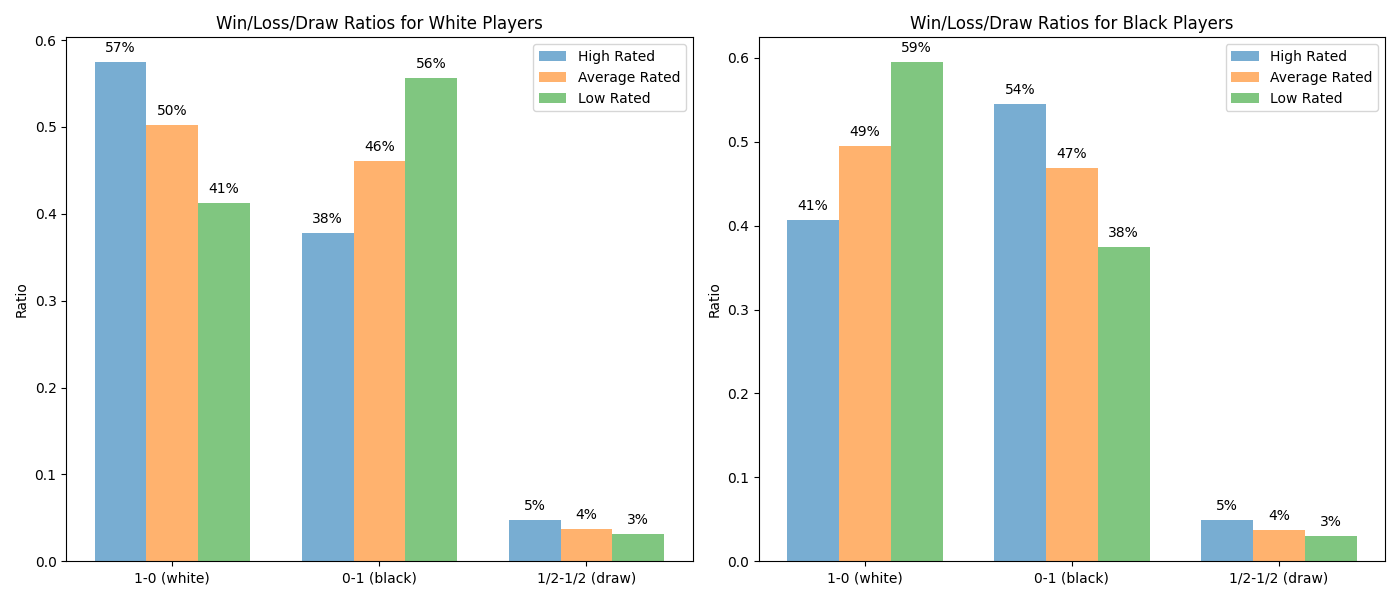 Win/Loss/Draw Ratios for White Players
Ratio
0.6
0.5
0.4
0.3
0.2
0.1
0.0
57%
50%
41%
38%
46%
56%
5%
4%
3%
High Rated
Average Rated
Low Rated
1-0 (white)
0-1 (black)
1/2-1/2 (draw)
Win/Loss/Draw Ratios for Black Players
Ratio
0.6
0.5
0.4
0.3
0.2
0.1
0.0
41%
49%
59%
54%
47%
38%
5%
4%
3%
High Rated
Average Rated
Low Rated
1-0 (white)
0-1 (black)
1/2-1/2 (draw)